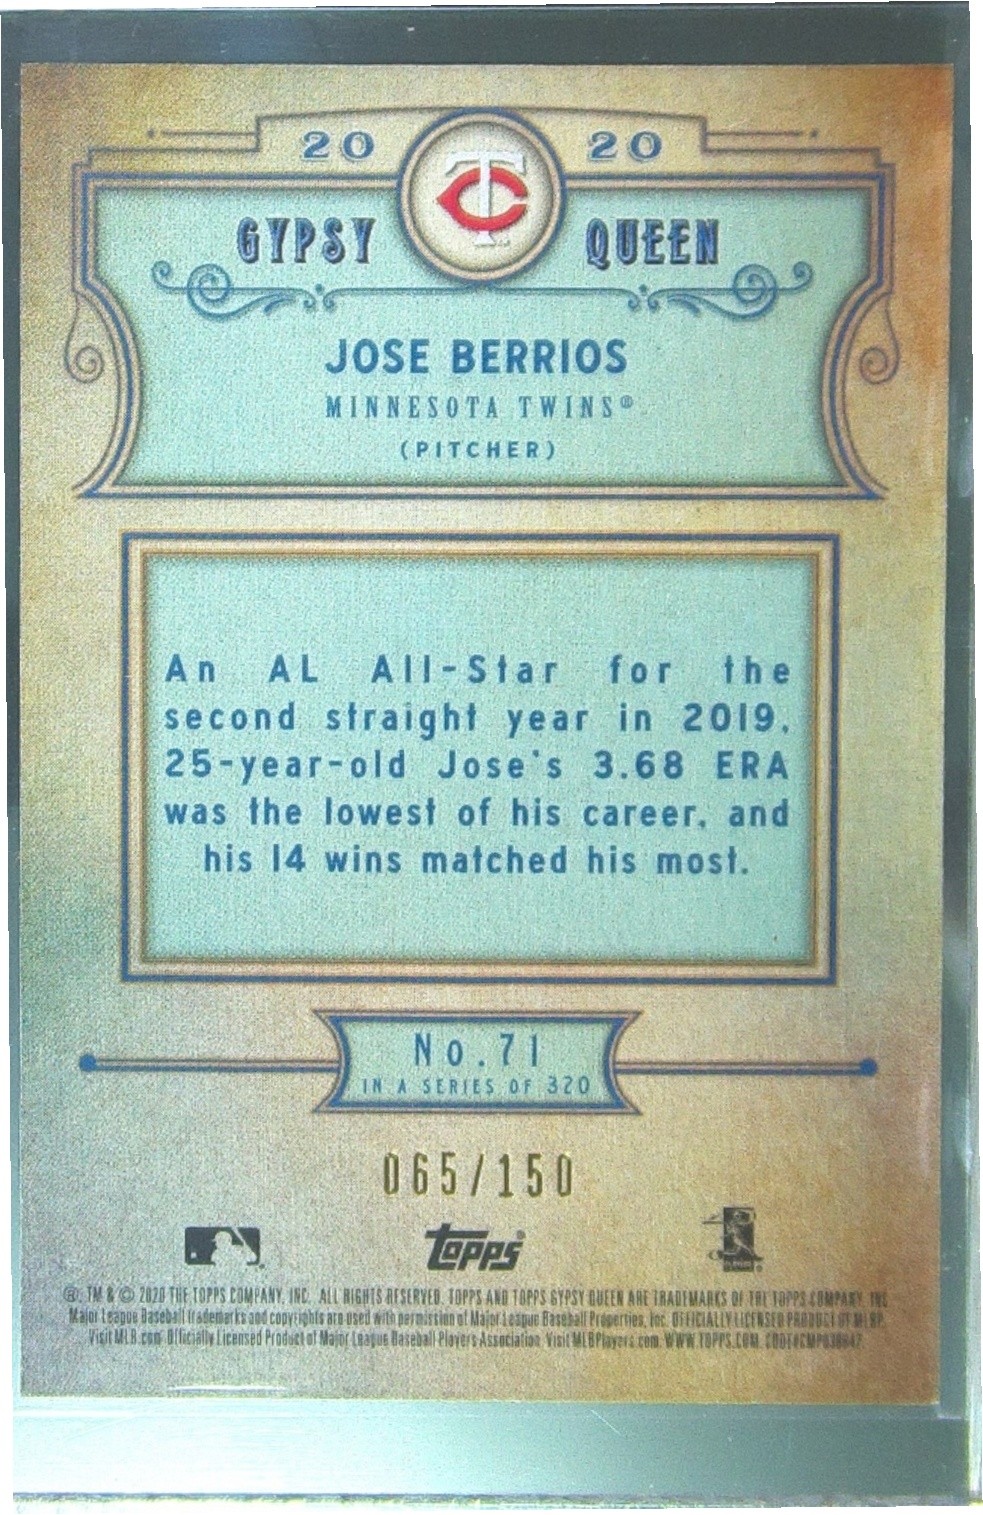 20 20
TC
GYPSY QUEEN
JOSE BERRIOS
MINNESOTA TWINS®
(PITCHER)
An AL All-Star for the
second straight year in 2019,
25-year-old Jose's 3.68 ERA
was the lowest of his career, and
his 14 wins matched his most.
No.71
IN A SERIES OF 320
065/150
Topps
®, TM & © 2020 THE TOPPS COMPANY, INC. ALL RIGHTS RESERVED. TOPPS AND TOPPS GYPSY QUEEN ARE TRADEMARKS OF THE TOPPS COMPANY, INC.
Major League Baseball trademarks and copyrights are used with permission of Major League Baseball Properties, Inc. OFFICIALLY LICENSED PRODUCT OF MLBP.
Visit MLB.com Officially Licensed Product of Major League Baseball Players Association. Visit MLBPlayers.com. WWW.TOPPS.COM.